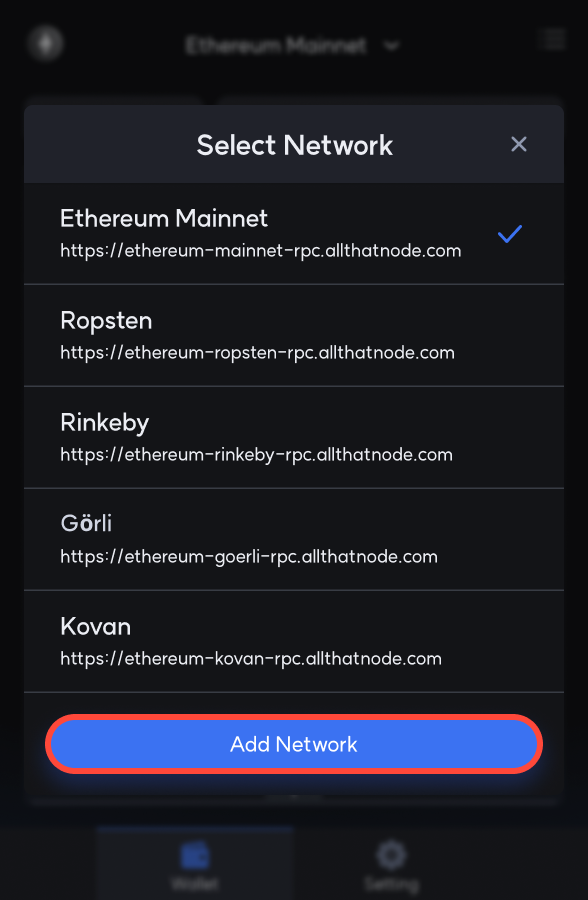 Ethereum Mainnet
Select Network
Ethereum Mainnet
https://ethereum-mainnet-rpc.allthatnode.com
Ropsten
https://ethereum-ropsten-rpc.allthatnode.com
Rinkeby
https://ethereum-rinkeby-rpc.allthatnode.com
Görli
https://ethereum-goerli-rpc.allthatnode.com
Kovan
https://ethereum-kovan-rpc.allthatnode.com
Add Network
Wallet
Setting